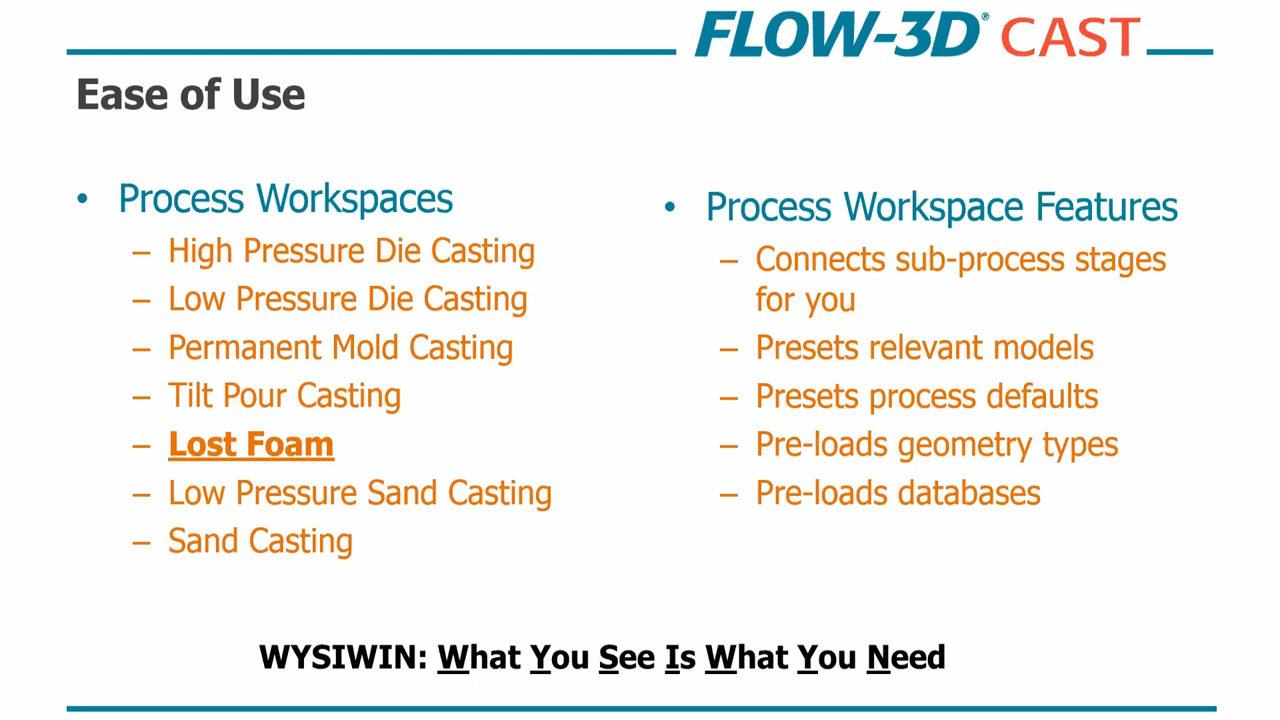 FLOW-3D® CAST
Ease of Use
• Process Workspaces
– High Pressure Die Casting
– Low Pressure Die Casting
– Permanent Mold Casting
– Tilt Pour Casting
– Lost Foam
– Low Pressure Sand Casting
– Sand Casting
• Process Workspace Features
– Connects sub-process stages
for you
– Presets relevant models
– Presets process defaults
– Pre-loads geometry types
– Pre-loads databases
WYSIWIN: What You See Is What You Need